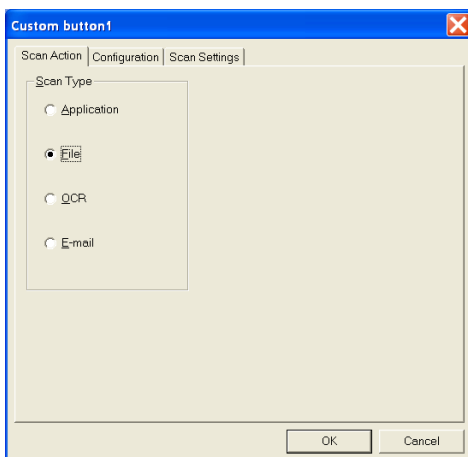 Custom button1
Scan Action Configuration Scan Settings
Scan Type
Application
File
OCR
E-mail
OK Cancel